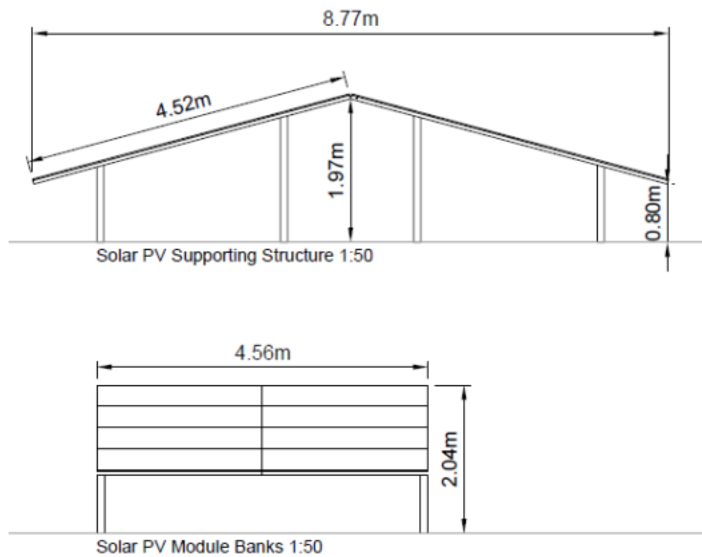 8.77m
4.52m
1.97m
0.80m
Solar PV Supporting Structure 1:50
4.56m
2.04m
Solar PV Module Banks 1:50